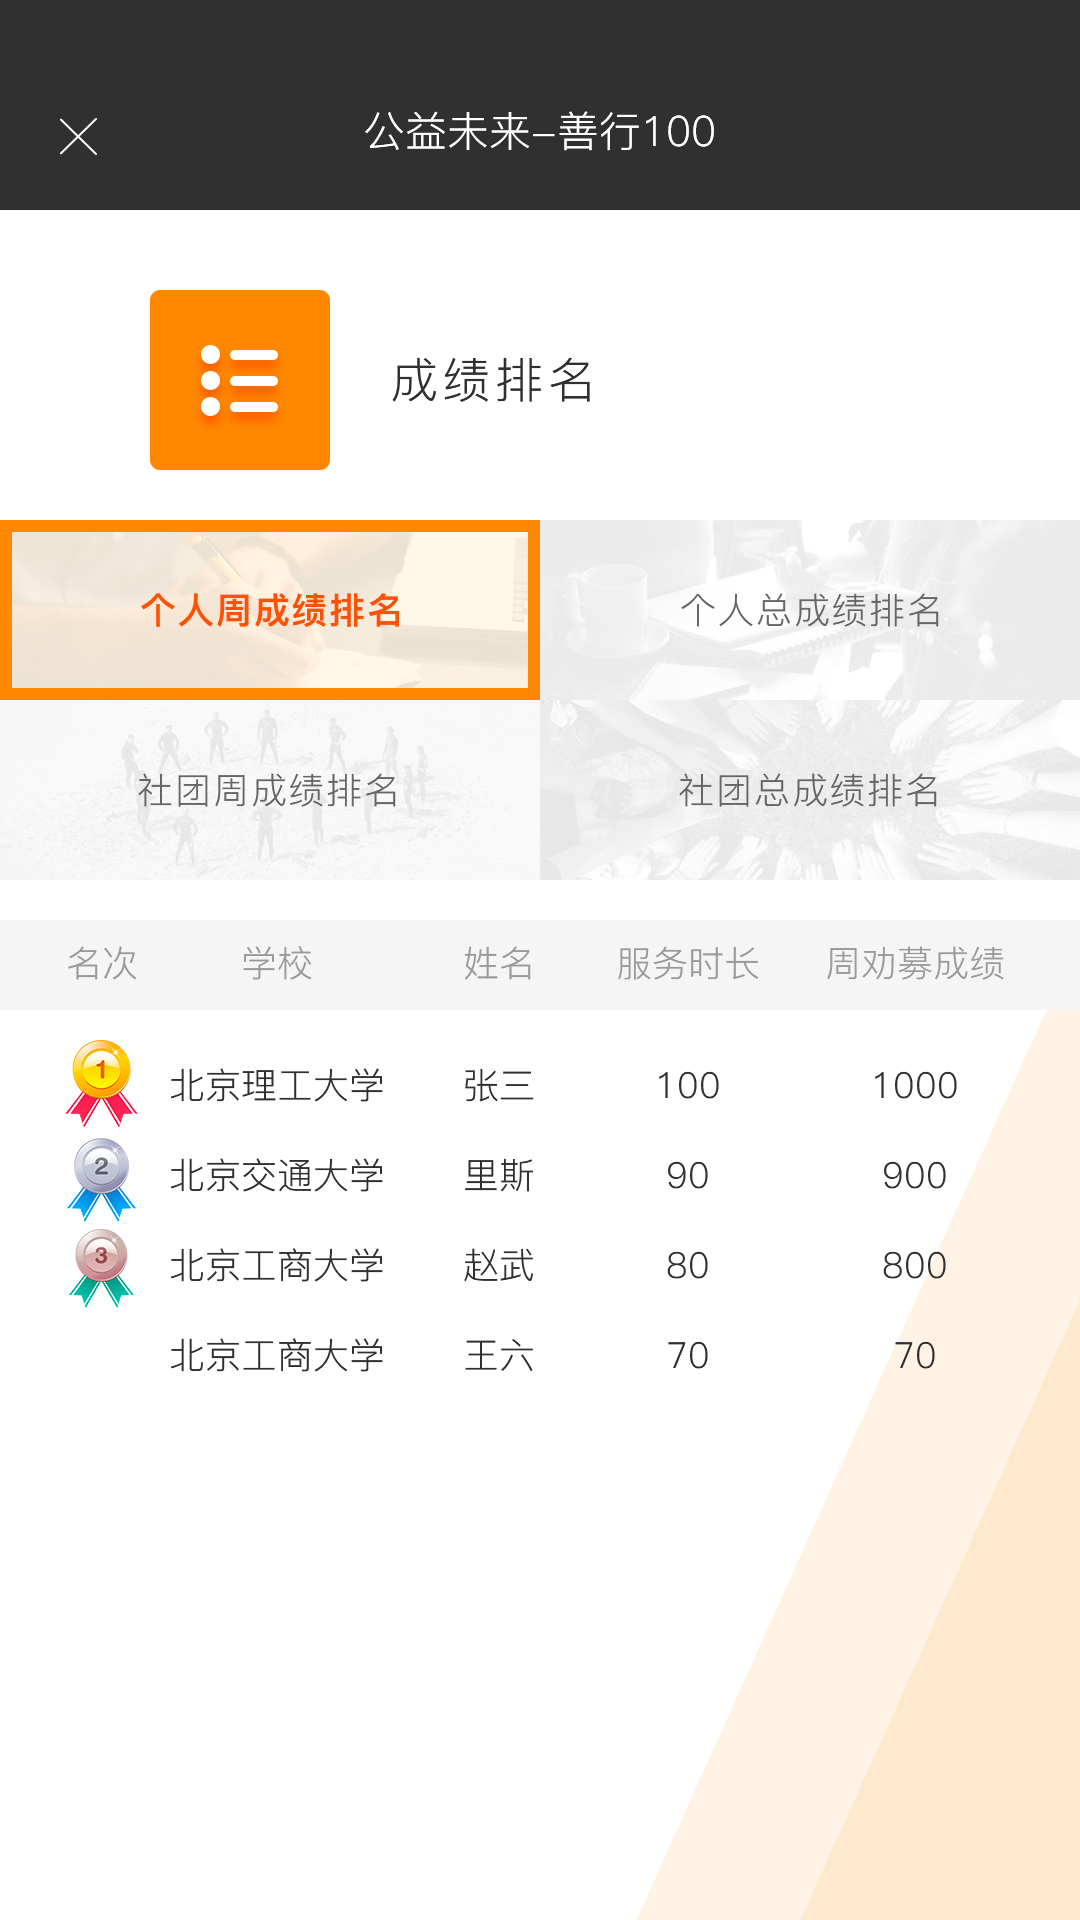 公益未来–善行100
成绩排名
个人周成绩排名 个人总成绩排名
社团周成绩排名 社团总成绩排名
名次 学校 姓名 服务时长 周劝募成绩
1 北京理工大学 张三 100 1000
2 北京交通大学 里斯 90 900
3 北京工商大学 赵武 80 800
北京工商大学 王六 70 70